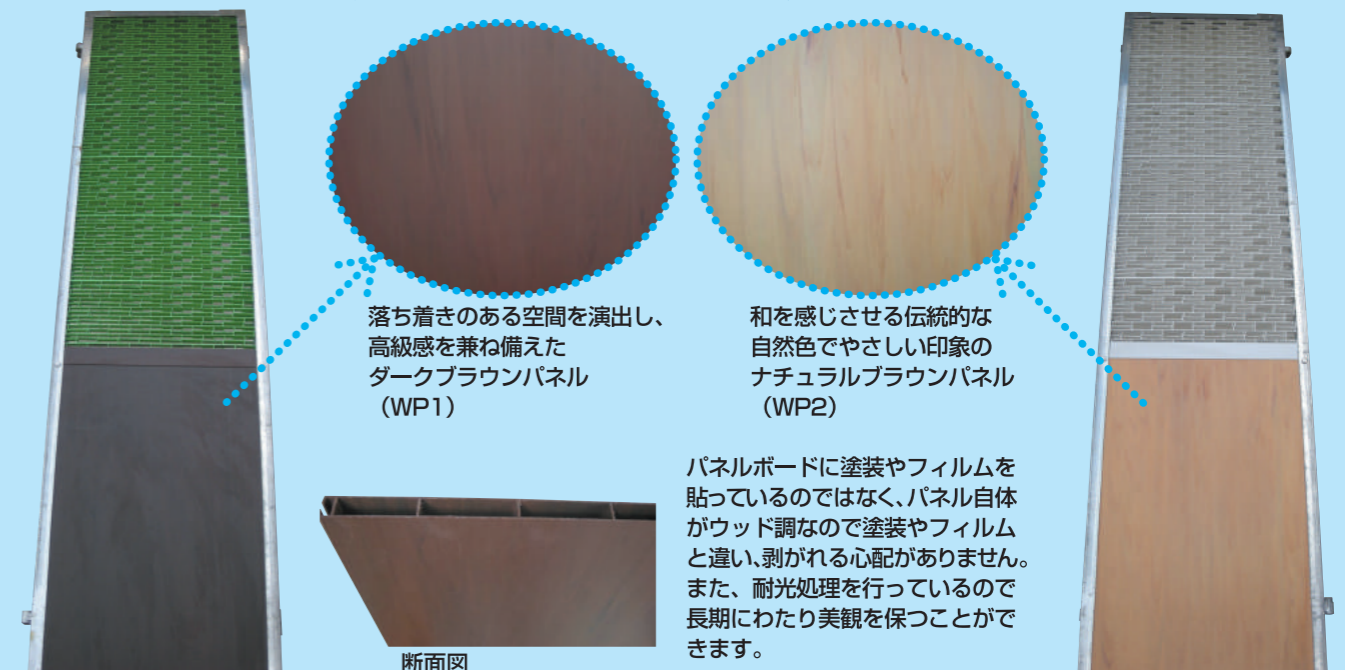 落ち着きのある空間を演出し、
高級感を兼ね備えた
ダークブラウンパネル
（WP1）
和を感じさせる伝統的な
自然色でやさしい印象の
ナチュラルブラウンパネル
（WP2）
パネルボードに塗装やフィルムを
貼っているのではなく、パネル自体
がウッド調なので塗装やフィルム
と違い、剥がれる心配がありません。
また、耐光処理を行っているので
長期にわたり美観を保つことがで
きます。
断面図